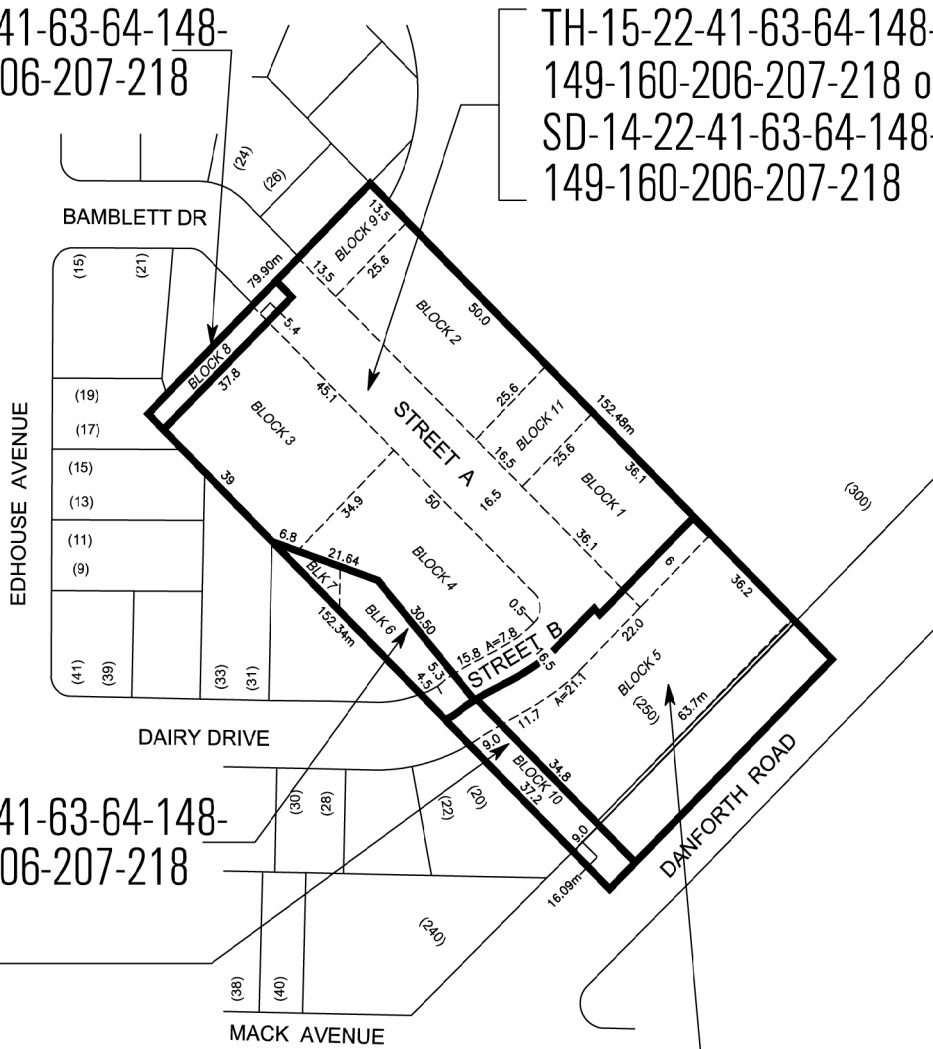 41-63-64-148-
06-207-218
TH-15-22-41-63-64-148-
149-160-206-207-218 o
SD-14-22-41-63-64-148-
149-160-206-207-218
(24)
(26)
BAMBLETT DR
(15)
(21)
79.90m
13.5
BLOCK 9
13.5
25.6
BLOCK 2
50.0
5.4
BLOCK 8
37.8
45.1
BLOCK 3
STREET A
25.6
BLOCK 11
152.48m
16.5
25.6
36.1
BLOCK 1
16.5
36.1
EDHOUSE AVENUE
(19)
(17)
(15)
(13)
(11)
(9)
(41)
(39)
(33)
(31)
39
34.9
50
6.8
21.64
BLOCK 4
BLK 7
BLK 6
152.34m
30.50
0.5
15.8
A=7.8
STREET B
6.5
5.3
4.5
(300)
6
36.2
22.0
BLOCK 5
(250)
A=21.1
11.7
63.7m
DAIRY DRIVE
9.0
BLOCK 10
34.8
37.2
9.0
16.09m
DANFORTH ROAD
(30)
(28)
(22)
(20)
41-63-64-148-
06-207-218
(240)
(38)
(40)
MACK AVENUE